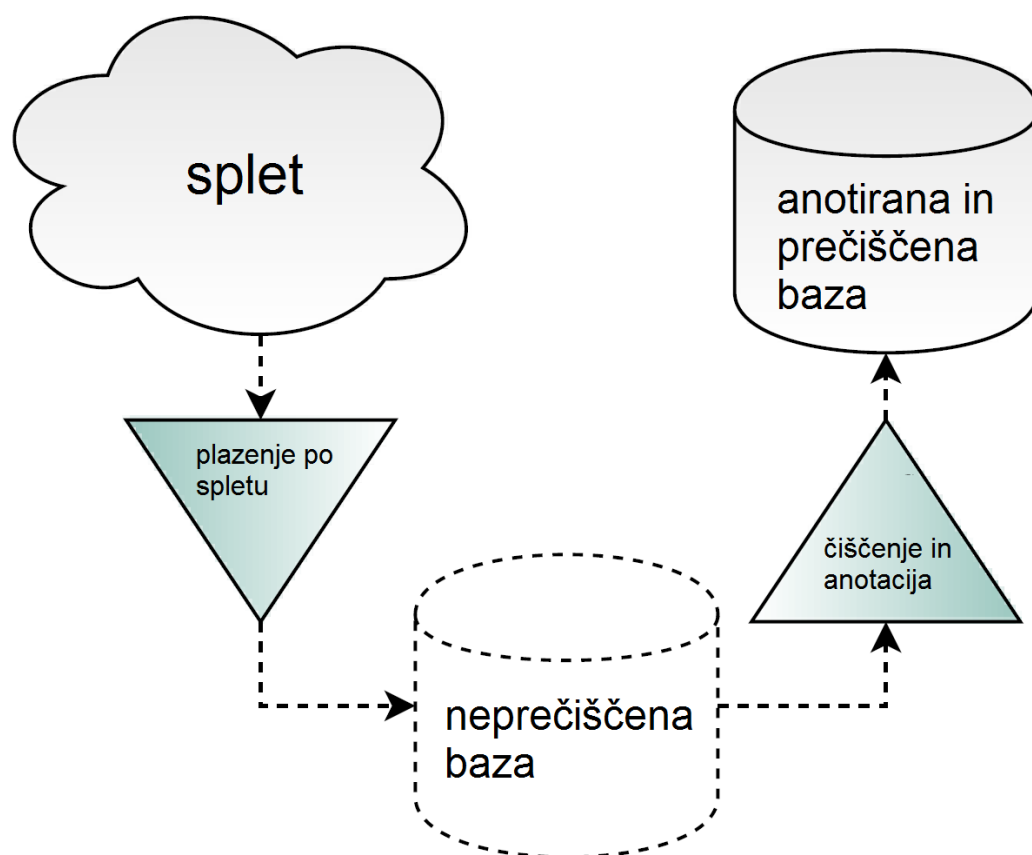 splet
plazenje po
spletu
neprečiščena
baza
čiščenje in
anotacija
anotirana in
prečiščena
baza